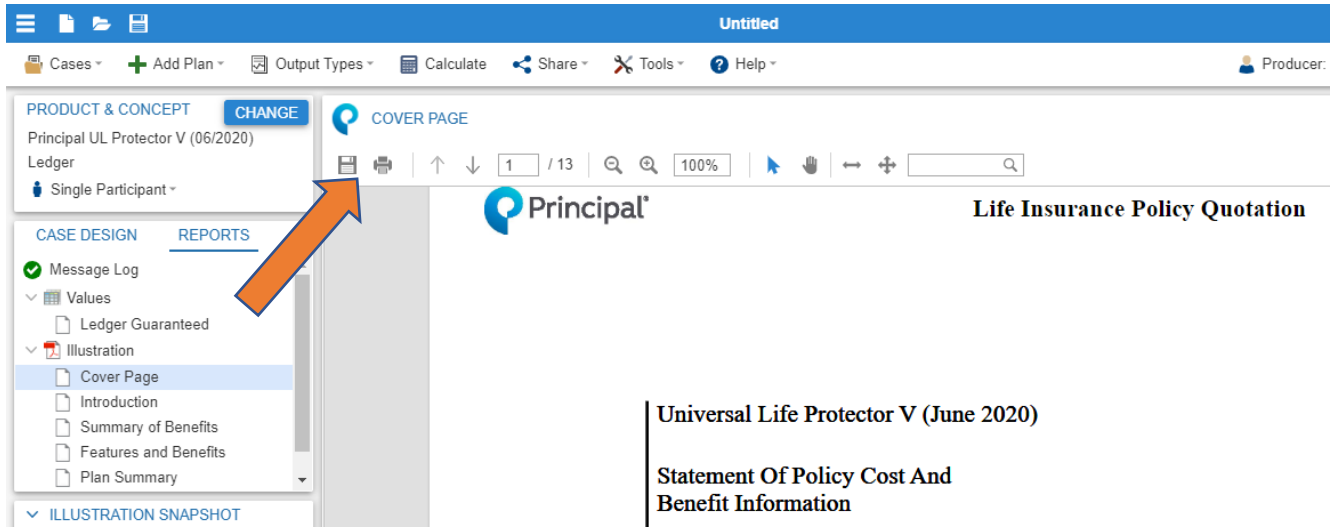 Untitled
Cases Add Plan Output Types Calculate Share Tools Help Producer:
PRODUCT & CONCEPT CHANGE
Principal UL Protector V (06/2020)
Ledger
Single Participant
COVER PAGE
1 / 13 100%
CASE DESIGN REPORTS
Message Log
Values
Ledger Guaranteed
Illustration
Cover Page
Introduction
Summary of Benefits
Features and Benefits
Plan Summary
ILLUSTRATION SNAPSHOT
Principal®
Life Insurance Policy Quotation
Universal Life Protector V (June 2020)
Statement Of Policy Cost And
Benefit Information